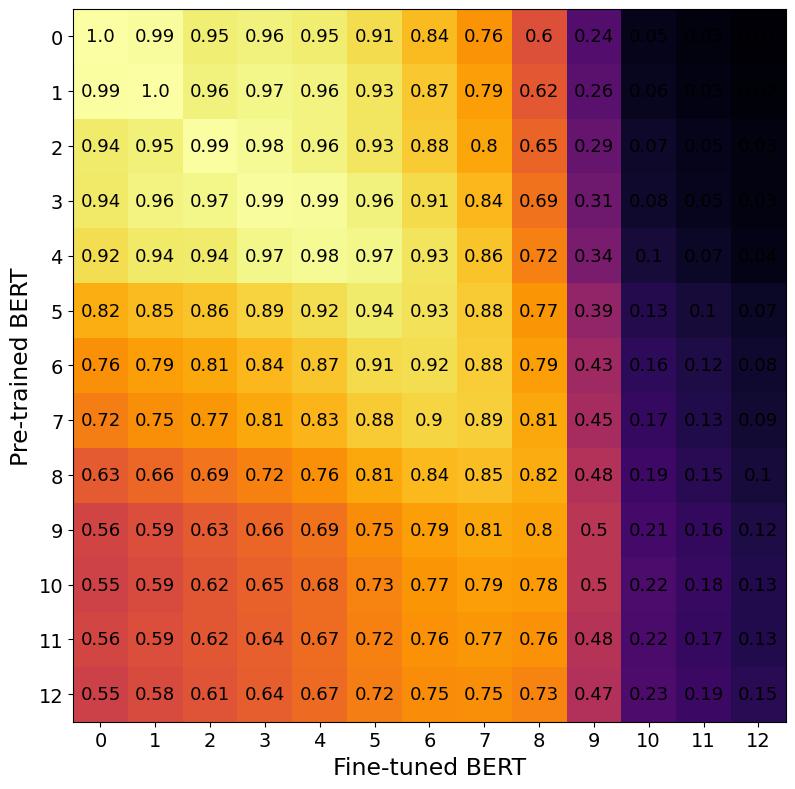 0 1.0 0.99 0.95 0.96 0.95 0.91 0.84 0.76 0.6 0.24 0.05 0.03
1 0.99 1.0 0.96 0.97 0.96 0.93 0.87 0.79 0.62 0.26 0.06 0.03
2 0.94 0.95 0.99 0.98 0.96 0.93 0.88 0.8 0.65 0.29 0.07 0.05 0.03
3 0.94 0.96 0.97 0.99 0.99 0.96 0.91 0.84 0.69 0.31 0.08 0.05 0.03
4 0.92 0.94 0.94 0.97 0.98 0.97 0.93 0.86 0.72 0.34 0.1 0.07 0.04
5 0.82 0.85 0.86 0.89 0.92 0.94 0.93 0.88 0.77 0.39 0.13 0.1 0.07
6 0.76 0.79 0.81 0.84 0.87 0.91 0.92 0.88 0.79 0.43 0.16 0.12 0.08
7 0.72 0.75 0.77 0.81 0.83 0.88 0.9 0.89 0.81 0.45 0.17 0.13 0.09
8 0.63 0.66 0.69 0.72 0.76 0.81 0.84 0.85 0.82 0.48 0.19 0.15 0.1
9 0.56 0.59 0.63 0.66 0.69 0.75 0.79 0.81 0.8 0.5 0.21 0.16 0.12
10 0.55 0.59 0.62 0.65 0.68 0.73 0.77 0.79 0.78 0.5 0.22 0.18 0.13
11 0.56 0.59 0.62 0.64 0.67 0.72 0.76 0.77 0.76 0.48 0.22 0.17 0.13
12 0.55 0.58 0.61 0.64 0.67 0.72 0.75 0.75 0.73 0.47 0.23 0.19 0.15
0 1 2 3 4 5 6 7 8 9 10 11 12
Fine-tuned BERT
Pre-trained BERT